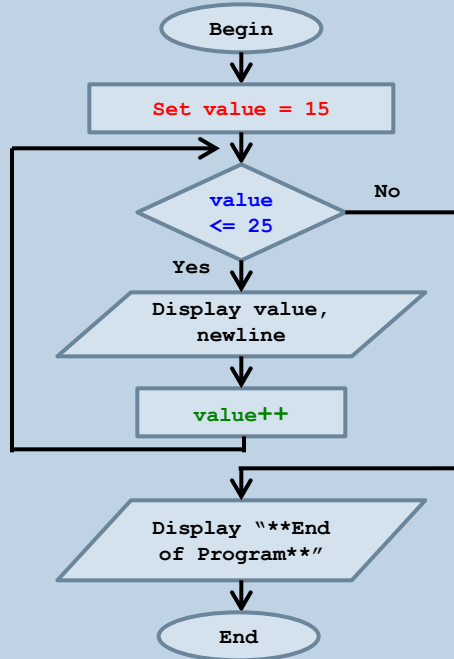 Begin
Set value = 15
value
<= 25
No
Yes
Display value,
newline
value++
Display “**End
of Program**”
End